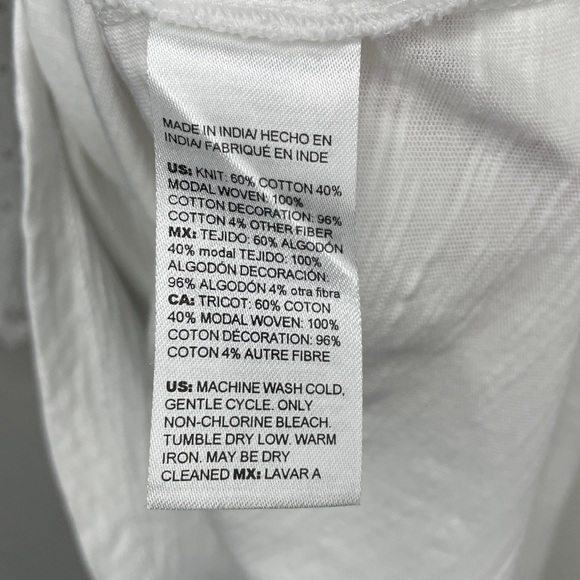 MADE IN INDIA/ HECHO EN
INDIA/ FABRIQUÉ EN INDE
US: KNIT: 60% COTTON 40%
MODAL WOVEN: 100%
COTTON DECORATION: 96%
COTTON 4% OTHER FIBER
MX: TEJIDO: 60% ALGODÓN
40% modal TEJIDO: 100%
ALGODÓN DECORACIÓN:
96% ALGODÓN 4% otra fibra
CA: TRICOT: 60% COTON
40% MODAL WOVEN: 100%
COTON DÉCORATION: 96%
COTON 4% AUTRE FIBRE
US: MACHINE WASH COLD,
GENTLE CYCLE. ONLY
NON-CHLORINE BLEACH.
TUMBLE DRY LOW. WARM
IRON. MAY BE DRY
CLEANED MX: LAVAR A